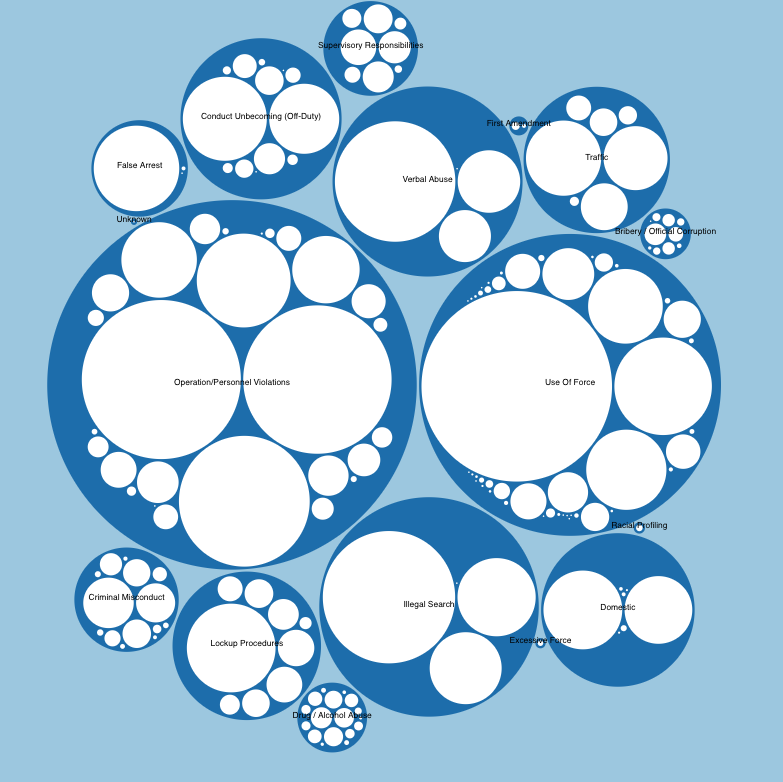 Supervisory Responsibilities
Conduct Unbecoming (Off-Duty)
First Amendment
Traffic
False Arrest
Verbal Abuse
Unknown
Bribery / Official Corruption
Operation/Personnel Violations
Use Of Force
Racial Profiling
Criminal Misconduct
Illegal Search
Domestic
Lockup Procedures
Excessive Force
Drug / Alcohol Abuse